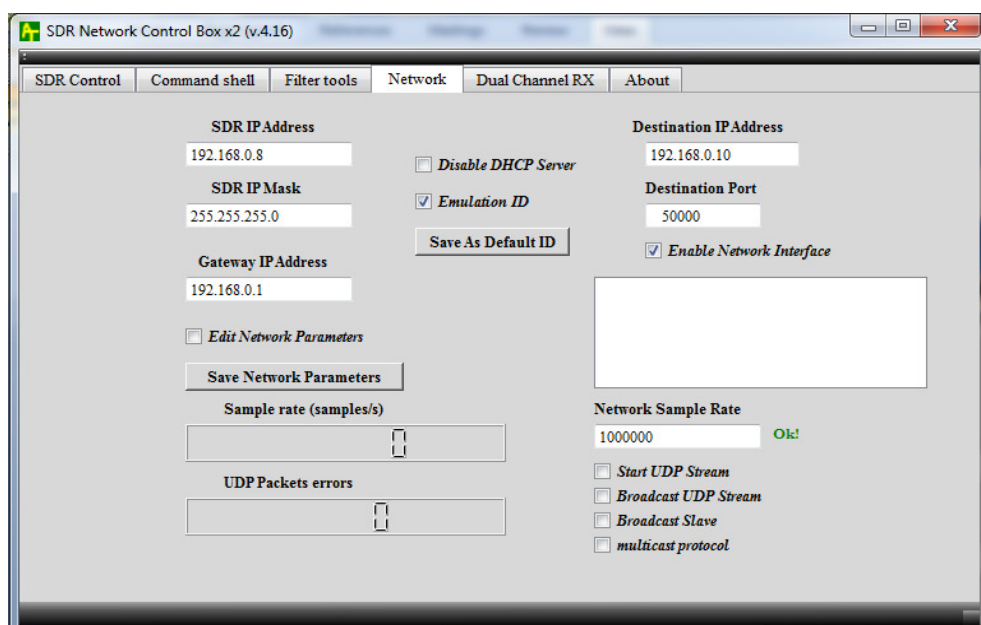 SDR Network Control Box x2 (v.4.16)
SDR Control
Command shell
Filter tools
Network
Dual Channel RX
About
SDR IP Address
192.168.0.8
SDR IP Mask
255.255.255.0
Gateway IP Address
192.168.0.1
Edit Network Parameters
Save Network Parameters
Sample rate (samples/s)
0
UDP Packets errors
0
Disable DHCP Server
Emulation ID
Save As Default ID
Destination IP Address
192.168.0.10
Destination Port
50000
Enable Network Interface
Network Sample Rate
1000000 Ok!
Start UDP Stream
Broadcast UDP Stream
Broadcast Slave
multicast protocol